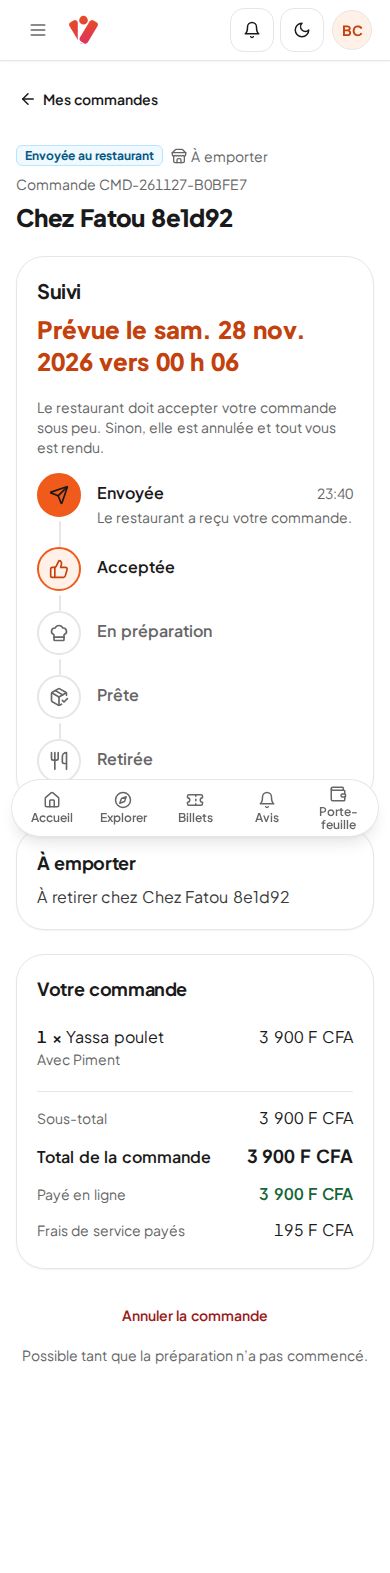 BC
Mes commandes
Envoyée au restaurant
À emporter
Commande CMD-261127-B0BFE7
Chez Fatou 8e1d92
Suivi
Prévue le sam. 28 nov.
2026 vers 00 h 06
Le restaurant doit accepter votre commande
sous peu. Sinon, elle est annulée et tout vous
est rendu.
Envoyée 23:40
Le restaurant a reçu votre commande.
Acceptée
En préparation
Prête
Retirée
Accueil
Explorer
Billets
Avis
Porte-
feuille
À emporter
À retirer chez Chez Fatou 8e1d92
Votre commande
1 × Yassa poulet 3 900 F CFA
Avec Piment
Sous-total 3 900 F CFA
Total de la commande 3 900 F CFA
Payé en ligne 3 900 F CFA
Frais de service payés 195 F CFA
Annuler la commande
Possible tant que la préparation n'a pas commencé.